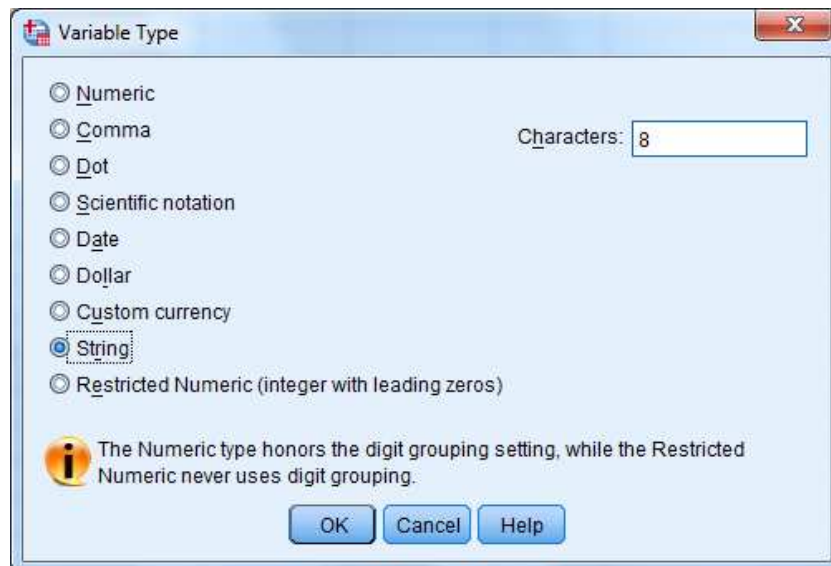 Variable Type
Numeric
Comma
Characters: 8
Dot
Scientific notation
Date
Dollar
Custom currency
String
Restricted Numeric (integer with leading zeros)
The Numeric type honors the digit grouping setting, while the Restricted
Numeric never uses digit grouping.
OK Cancel Help